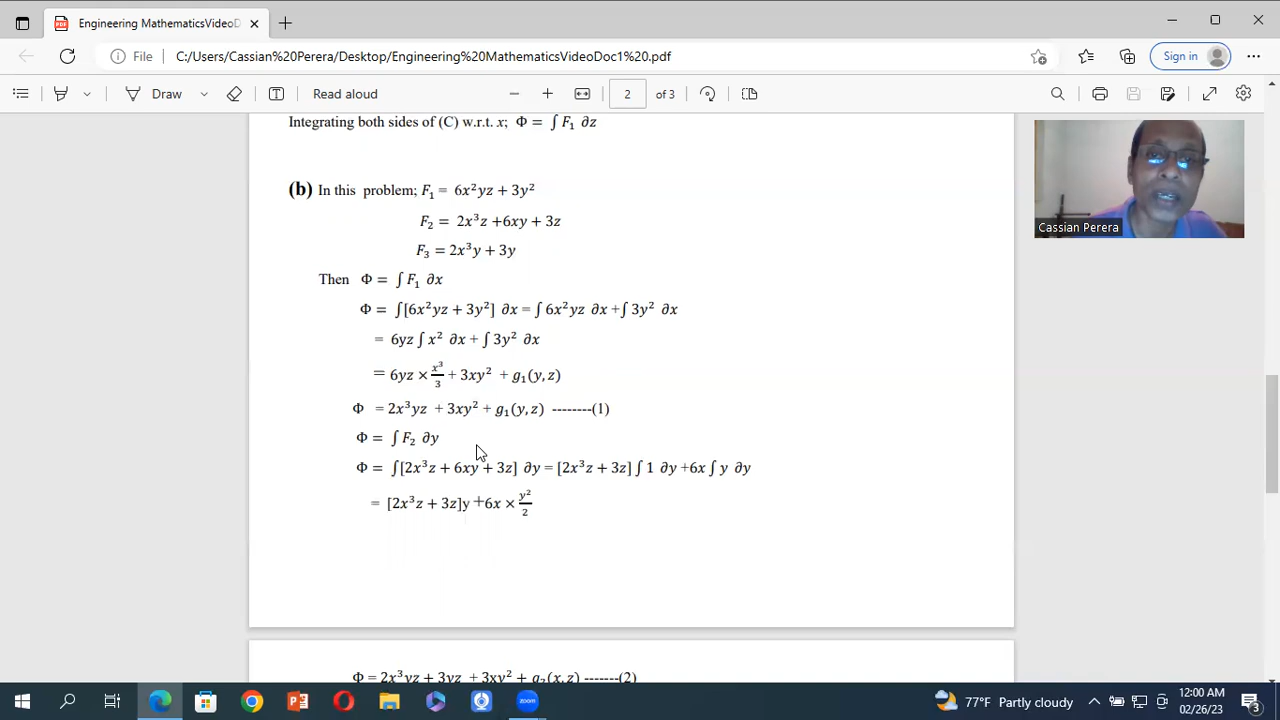 Engineering MathematicsVideoD
File
C:/Users/Cassian%20Perera/Desktop/Engineering%20MathematicsVideoDoc1%20.pdf
Sign in
Draw
Read aloud
2 of 3
Integrating both sides of (C) w.r.t. x; Φ = ∫ F₁ ∂z
(b) In this problem; F₁ = 6x²yz + 3y²
F₂ = 2x³z +6xy + 3z
F₃ = 2x³y + 3y
Then Φ = ∫ F₁ ∂x
Φ = ∫[6x²yz + 3y²] ∂x = ∫ 6x²yz ∂x +∫ 3y² ∂x
= 6yz ∫ x² ∂x + ∫ 3y² ∂x
= 6yz × x³/3 + 3xy² + g₁(y, z)
Φ = 2x³yz + 3xy² + g₁(y, z) --------(1)
Φ = ∫ F₂ ∂y
Φ = ∫[2x³z + 6xy + 3z] ∂y = [2x³z + 3z] ∫ 1 ∂y +6x ∫ y ∂y
= [2x³z + 3z]y +6x × y²/2
Φ = 2x³yz + 3yz + 3xy² + g₂(x, z) -------(2)
Cassian Perera
77°F Partly cloudy
12:00 AM
02/26/23
3
zoom